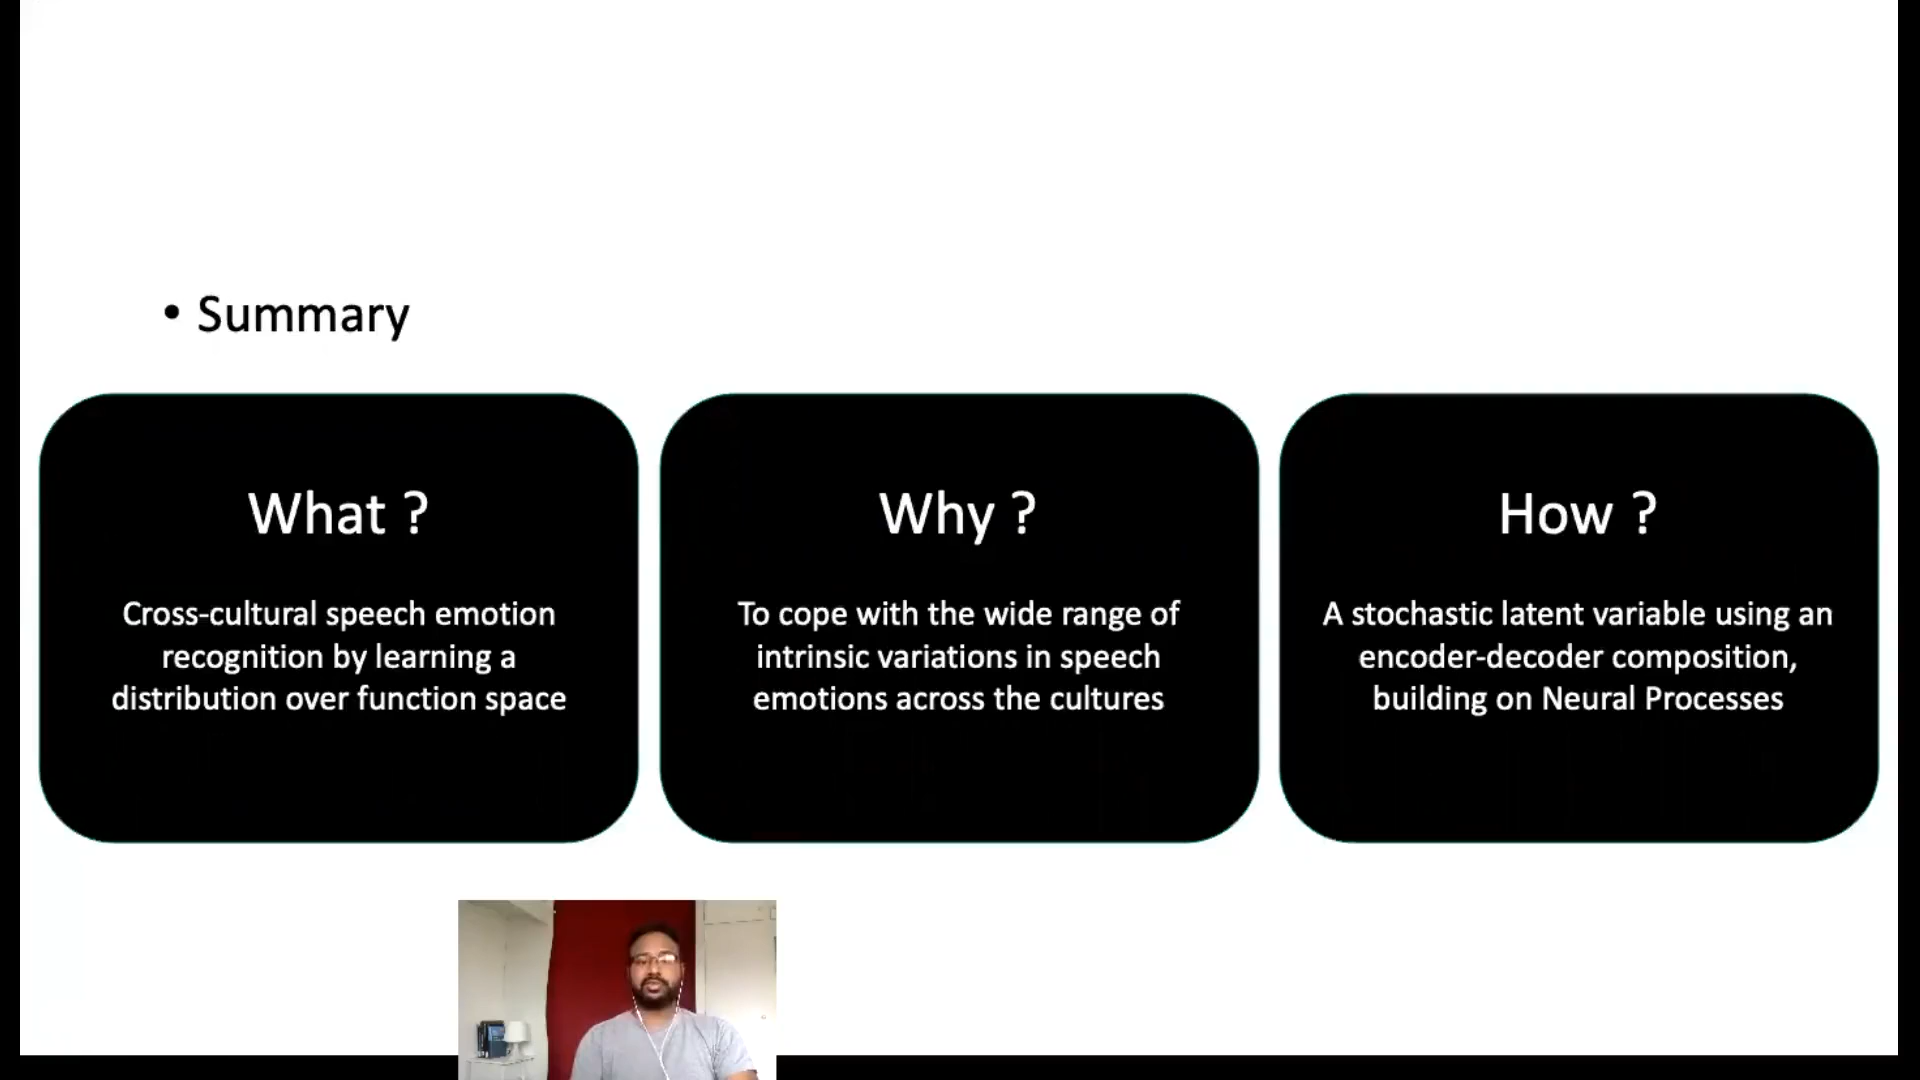 • Summary
What ?
Cross-cultural speech emotion
recognition by learning a
distribution over function space
Why ?
To cope with the wide range of
intrinsic variations in speech
emotions across the cultures
How ?
A stochastic latent variable using an
encoder-decoder composition,
building on Neural Processes